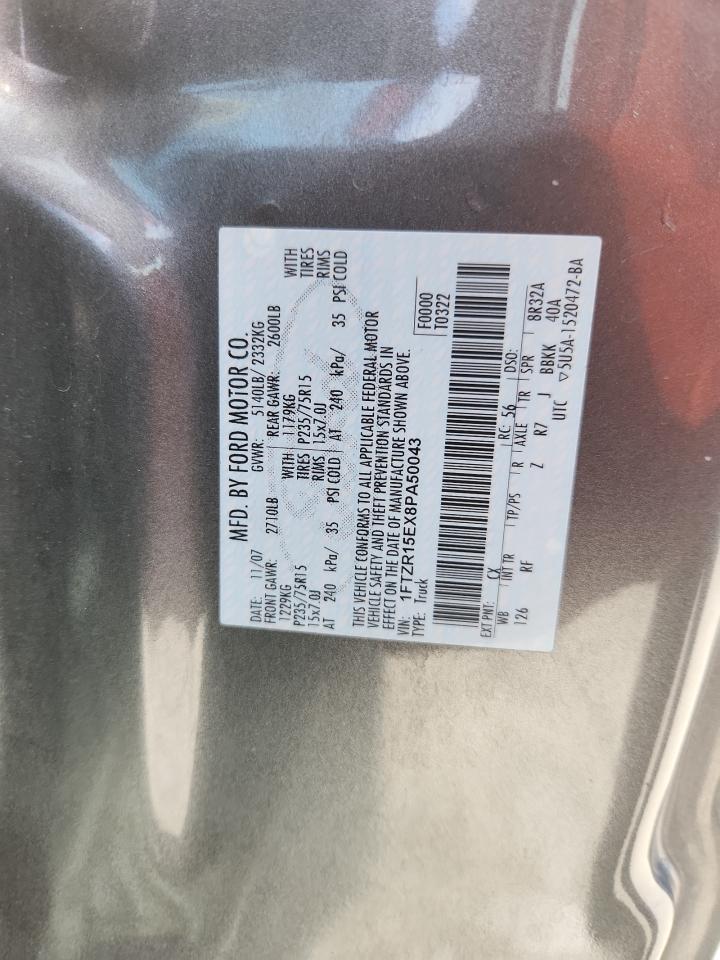 MFD. BY FORD MOTOR CO.
DATE: 11/07 GVWR: 5140LB/ 2332KG
FRONT GAWR: 2710LB REAR GAWR: 2600LB
1229KG WITH 1179KG WITH
P235/75R15 TIRES P235/75R15 TIRES
15x7.0J RIMS 15x7.0J RIMS
AT 240 kPa/ 35 PSI COLD AT 240 kPa/ 35 PSI COLD
THIS VEHICLE CONFORMS TO ALL APPLICABLE FEDERAL MOTOR
VEHICLE SAFETY AND THEFT PREVENTION STANDARDS IN
EFFECT ON THE DATE OF MANUFACTURE SHOWN ABOVE.
VIN: 1FTZR15EX8PA50043
TYPE: Truck
F0000
T0322
EXT PNT: CX RC: 56 DSO:
WB INT TR TP/PS R AXLE TR SPR 8R32A
126 RF Z R7 J BBKK 40A
UTC ▽5U5A-1520472-BA